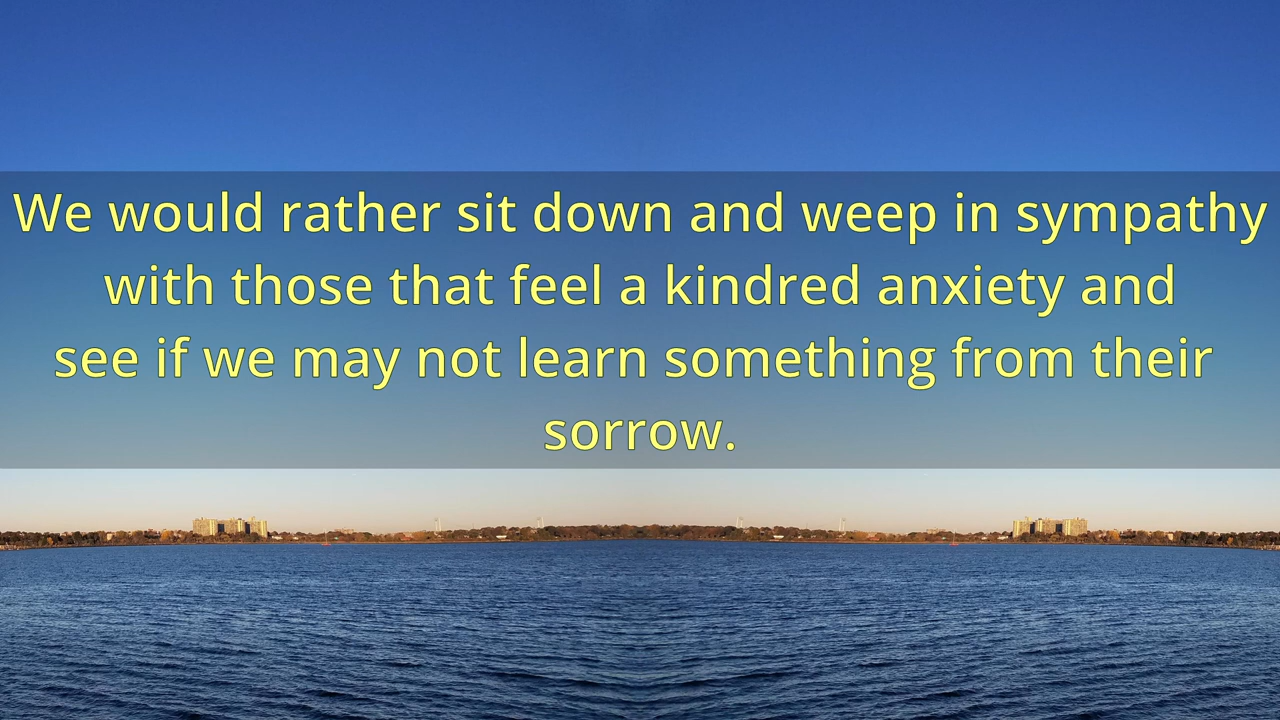 We would rather sit down and weep in sympathy
with those that feel a kindred anxiety and
see if we may not learn something from their
sorrow.